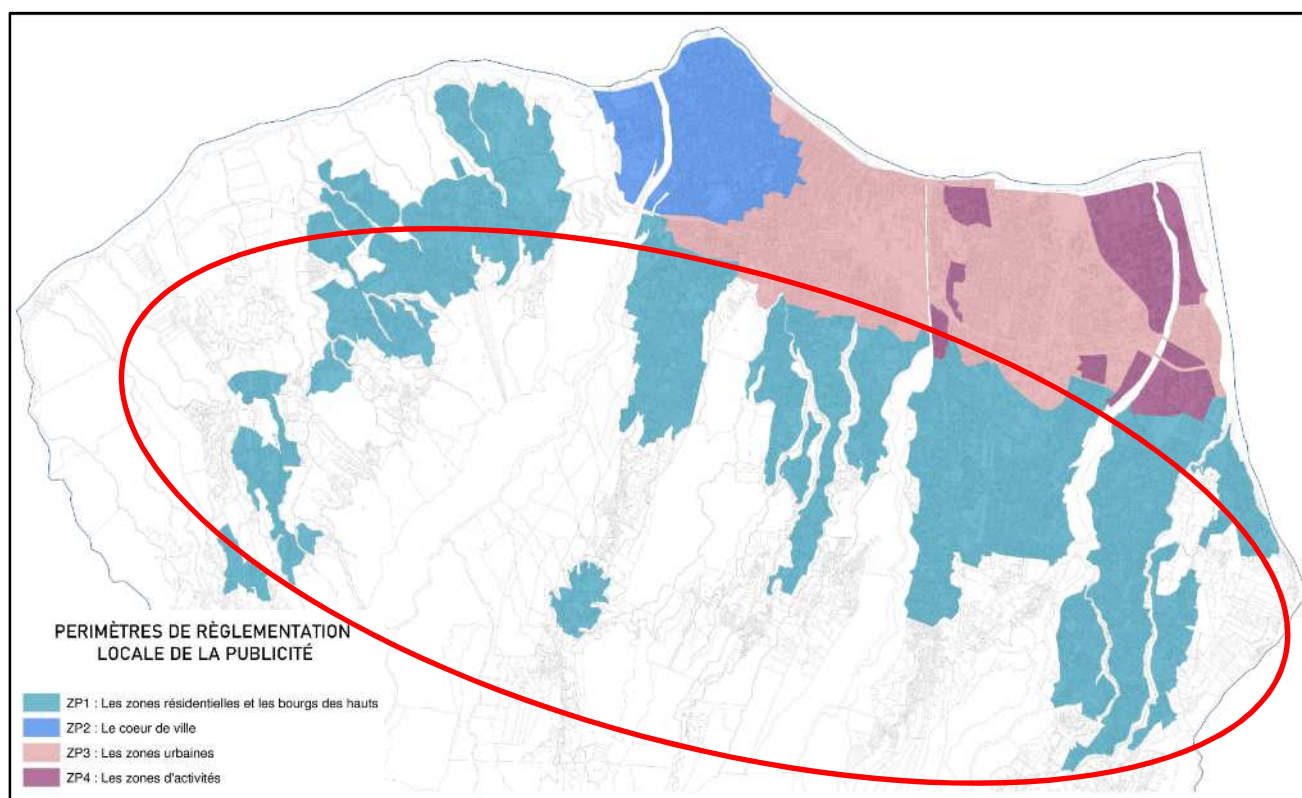 PERIMÈTRES DE RÈGLEMENTATION
LOCALE DE LA PUBLICITÉ
ZP1 : Les zones résidentielles et les bourgs des hauts
ZP2 : Le coeur de ville
ZP3 : Les zones urbaines
ZP4 : Les zones d'activités